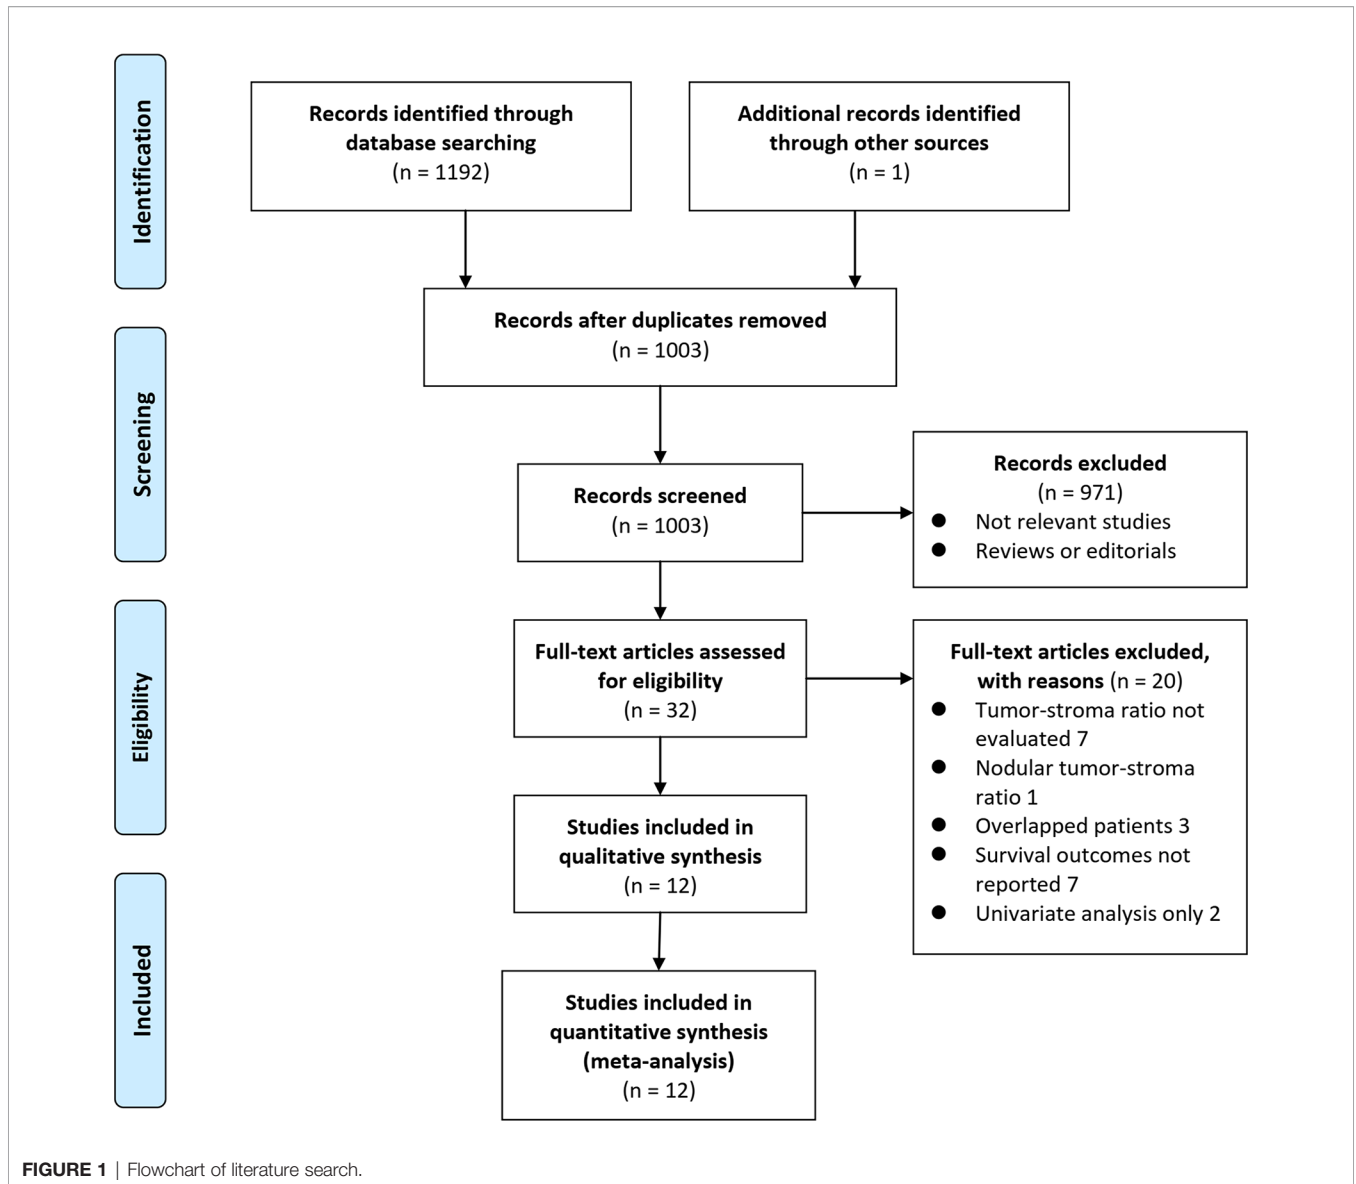 Identification
Records identified through
database searching
(n = 1192)
Additional records identified
through other sources
(n = 1)
Records after duplicates removed
(n = 1003)
Screening
Records screened
(n = 1003)
Records excluded
(n = 971)
● Not relevant studies
● Reviews or editorials
Eligibility
Full-text articles assessed
for eligibility
(n = 32)
Full-text articles excluded,
with reasons (n = 20)
● Tumor-stroma ratio not
evaluated 7
● Nodular tumor-stroma
ratio 1
● Overlapped patients 3
● Survival outcomes not
reported 7
● Univariate analysis only 2
Studies included in
qualitative synthesis
(n = 12)
Included
Studies included in
quantitative synthesis
(meta-analysis)
(n = 12)
FIGURE 1 | Flowchart of literature search.